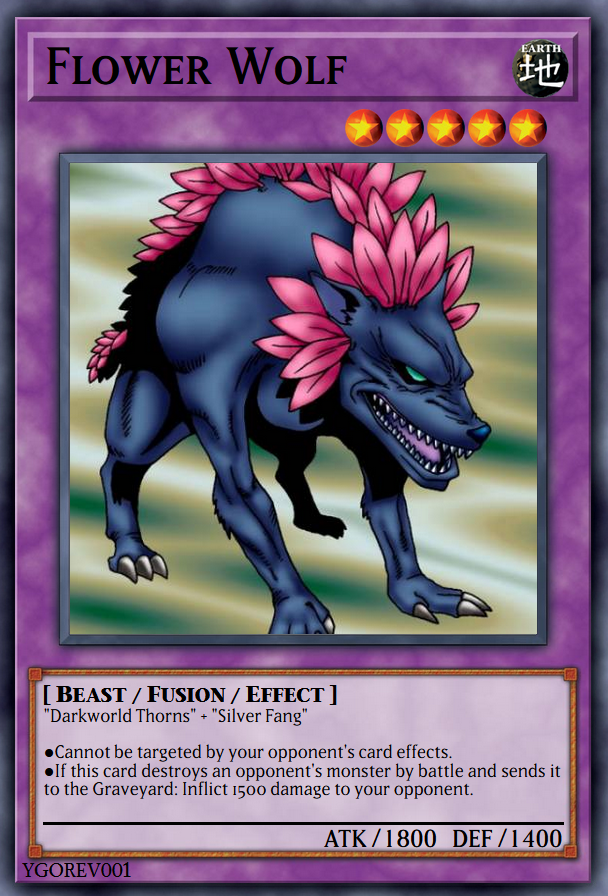 Flower Wolf
EARTH
地
[ Beast / Fusion / Effect ]
"Darkworld Thorns" + "Silver Fang"
●Cannot be targeted by your opponent's card effects.
●If this card destroys an opponent's monster by battle and sends it
to the Graveyard: Inflict 1500 damage to your opponent.
ATK / 1800 DEF / 1400
YGOREV001